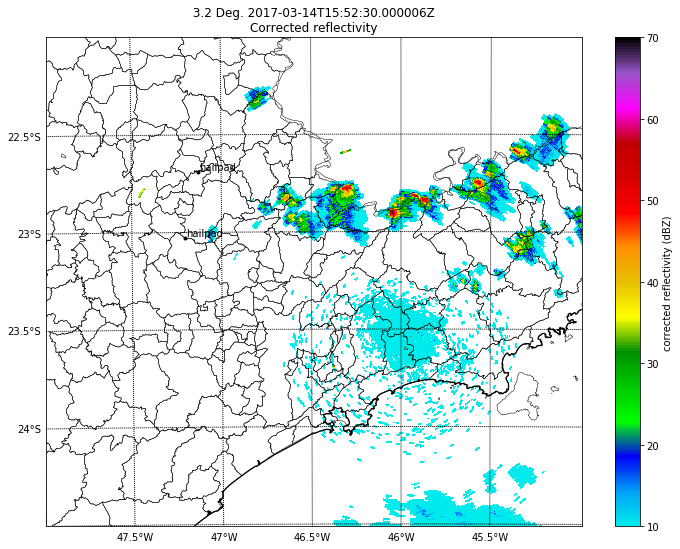 3.2 Deg. 2017-03-14T15:52:30.000006Z
Corrected reflectivity
70
60
50
40
30
20
10
corrected reflectivity (dBZ)
22.5°S
23°S
23.5°S
24°S
hailpad
hailpad
47.5°W
47°W
46.5°W
46°W
45.5°W